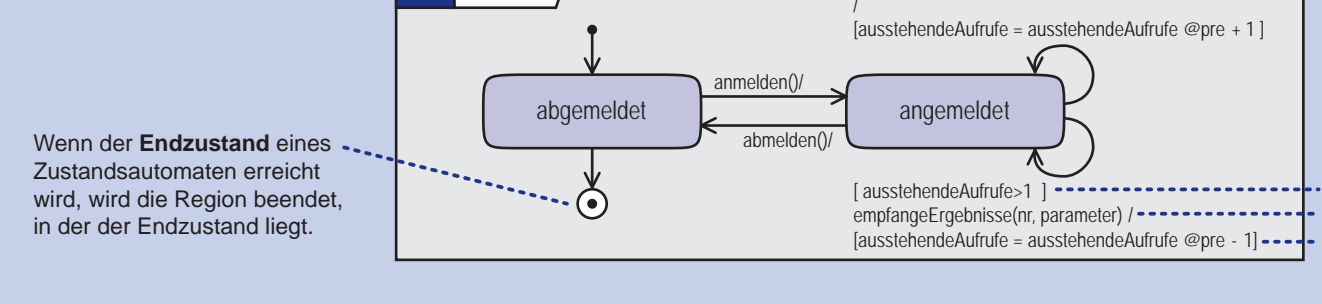 /
[ausstehendeAufrufe = ausstehendeAufrufe @pre + 1 ]
anmelden()/
abgemeldet
angemeldet
abmelden()/
Wenn der Endzustand eines
Zustandsautomaten erreicht
wird, wird die Region beendet,
in der der Endzustand liegt.
[ ausstehendeAufrufe>1 ]
empfangeErgebnisse(nr, parameter) /
[ausstehendeAufrufe = ausstehendeAufrufe @pre - 1]